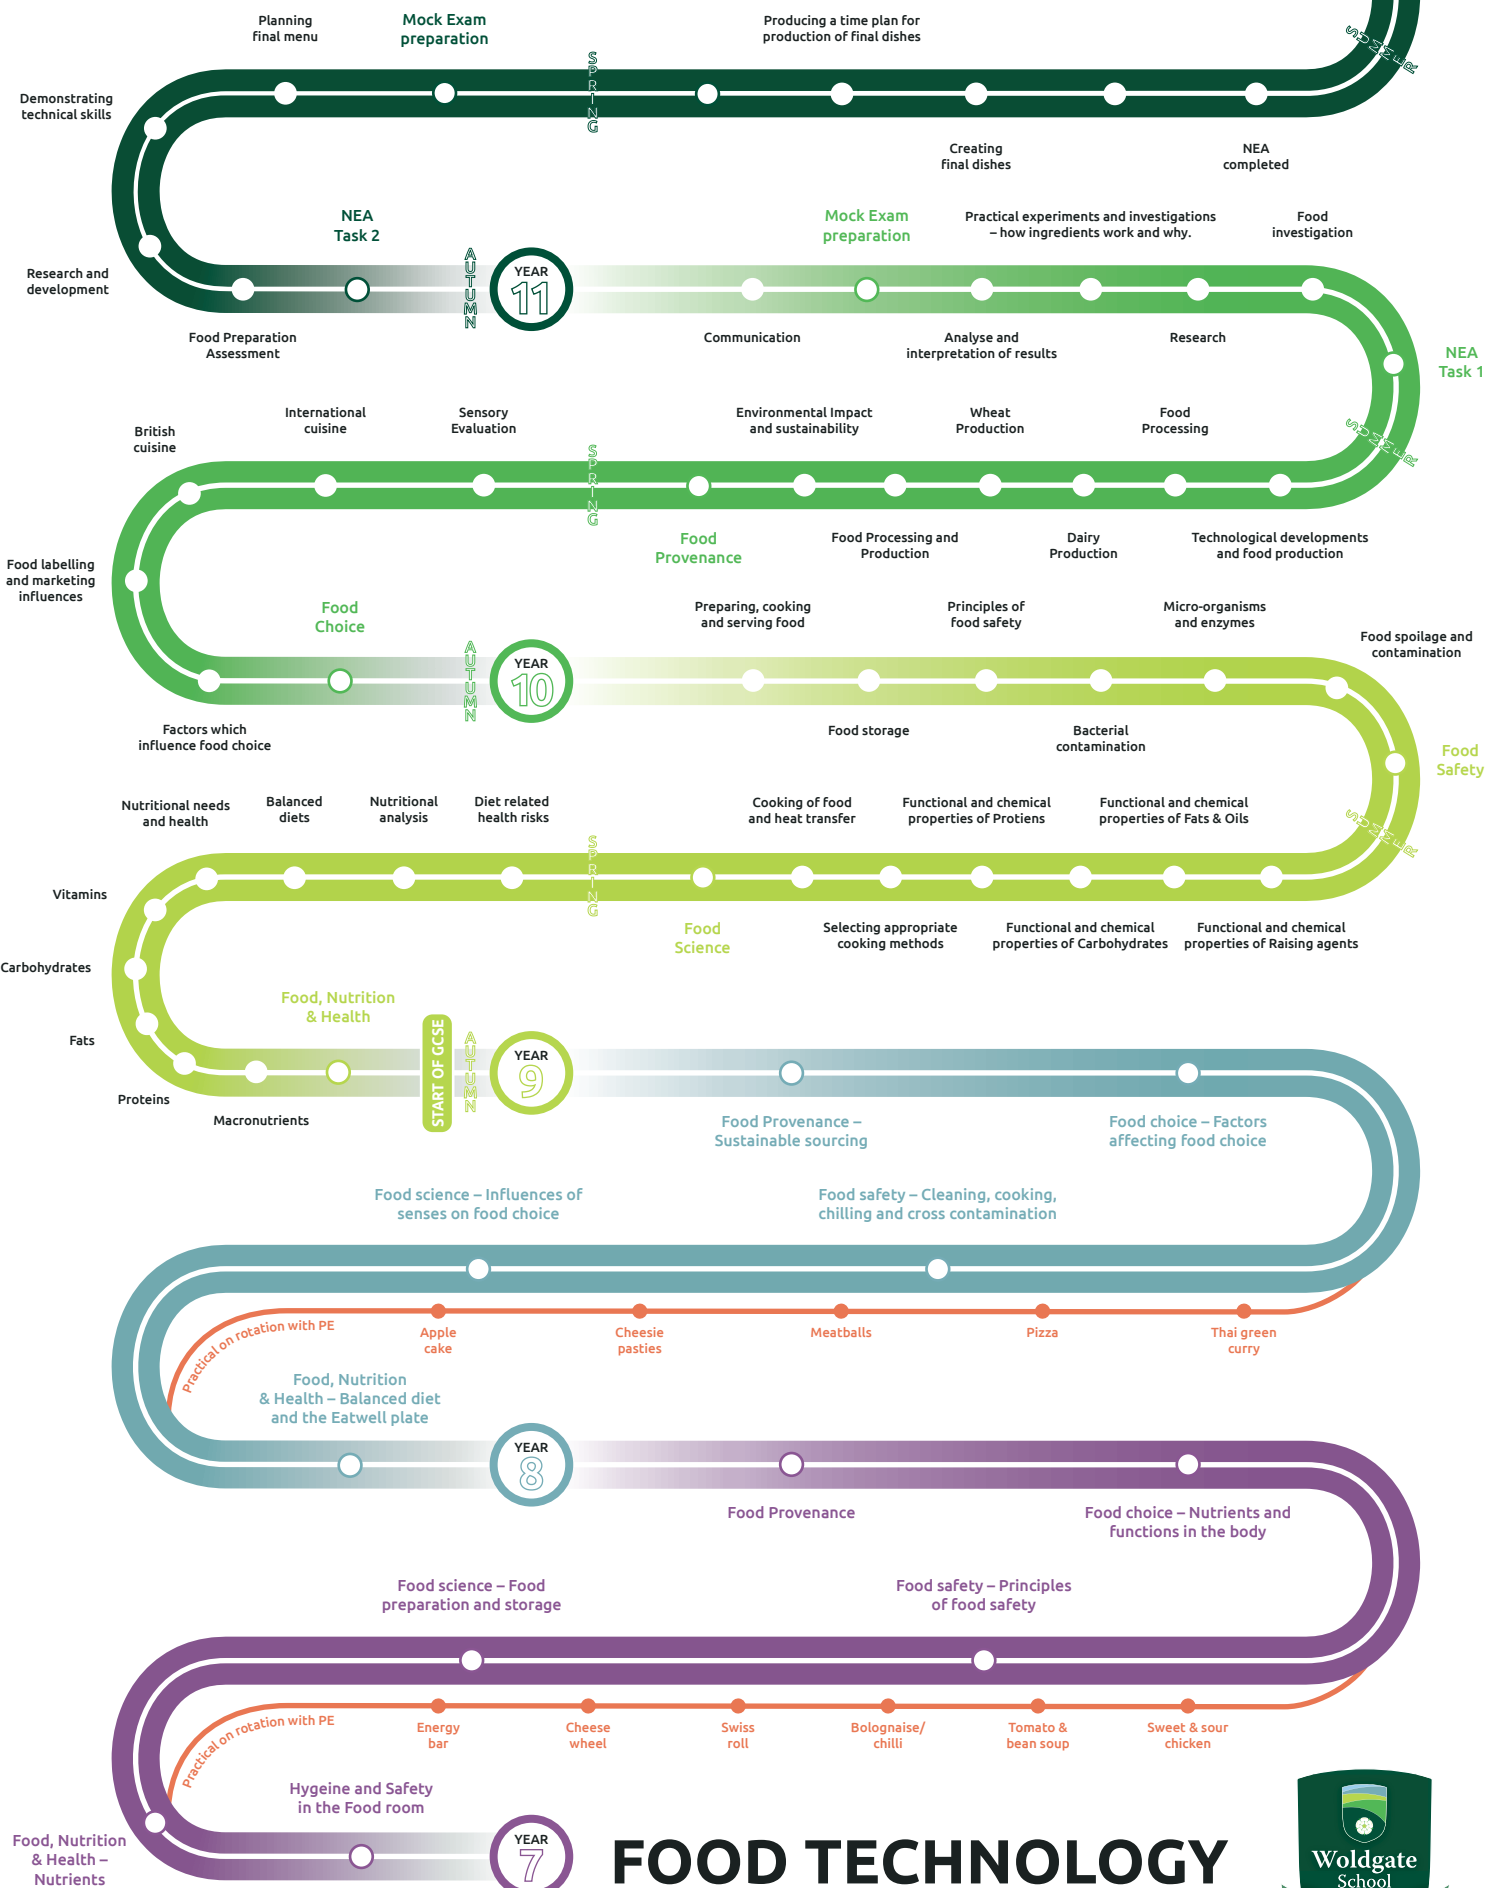 Planning
final menu
Mock Exam
preparation
Producing a time plan for
production of final dishes
SUMMER
SPRING
Demonstrating
technical skills
Creating
final dishes
NEA
completed
NEA
Task 2
Mock Exam
preparation
Practical experiments and investigations
– how ingredients work and why.
Food
investigation
Research and
development
AUTUMN
YEAR
11
Food Preparation
Assessment
Communication
Analyse and
interpretation of results
Research
NEA
Task 1
British
cuisine
International
cuisine
Sensory
Evaluation
SPRING
Environmental Impact
and sustainability
Wheat
Production
Food
Processing
SUMMER
Food
Provenance
Food Processing and
Production
Dairy
Production
Technological developments
and food production
Food labelling
and marketing
influences
Food
Choice
Preparing, cooking
and serving food
Principles of
food safety
Micro-organisms
and enzymes
Food spoilage and
contamination
AUTUMN
YEAR
10
Factors which
influence food choice
Food storage
Bacterial
contamination
Food
Safety
Nutritional needs
and health
Balanced
diets
Nutritional
analysis
Diet related
health risks
SPRING
Cooking of food
and heat transfer
Functional and chemical
properties of Protiens
Functional and chemical
properties of Fats & Oils
SUMMER
Vitamins
Food
Science
Selecting appropriate
cooking methods
Functional and chemical
properties of Carbohydrates
Functional and chemical
properties of Raising agents
Carbohydrates
Fats
Food, Nutrition
& Health
START OF GCSE
AUTUMN
YEAR
9
Proteins
Macronutrients
Food Provenance –
Sustainable sourcing
Food choice – Factors
affecting food choice
Food science – Influences of
senses on food choice
Food safety – Cleaning, cooking,
chilling and cross contamination
Practical on rotation with PE
Apple
cake
Cheesie
pasties
Meatballs
Pizza
Thai green
curry
Food, Nutrition
& Health – Balanced diet
and the Eatwell plate
YEAR
8
Food Provenance
Food choice – Nutrients and
functions in the body
Food science – Food
preparation and storage
Food safety – Principles
of food safety
Practical on rotation with PE
Energy
bar
Cheese
wheel
Swiss
roll
Bolognaise/
chilli
Tomato &
bean soup
Sweet & sour
chicken
Hygeine and Safety
in the Food room
Food, Nutrition
& Health –
Nutrients
YEAR
7
FOOD TECHNOLOGY
Woldgate
School